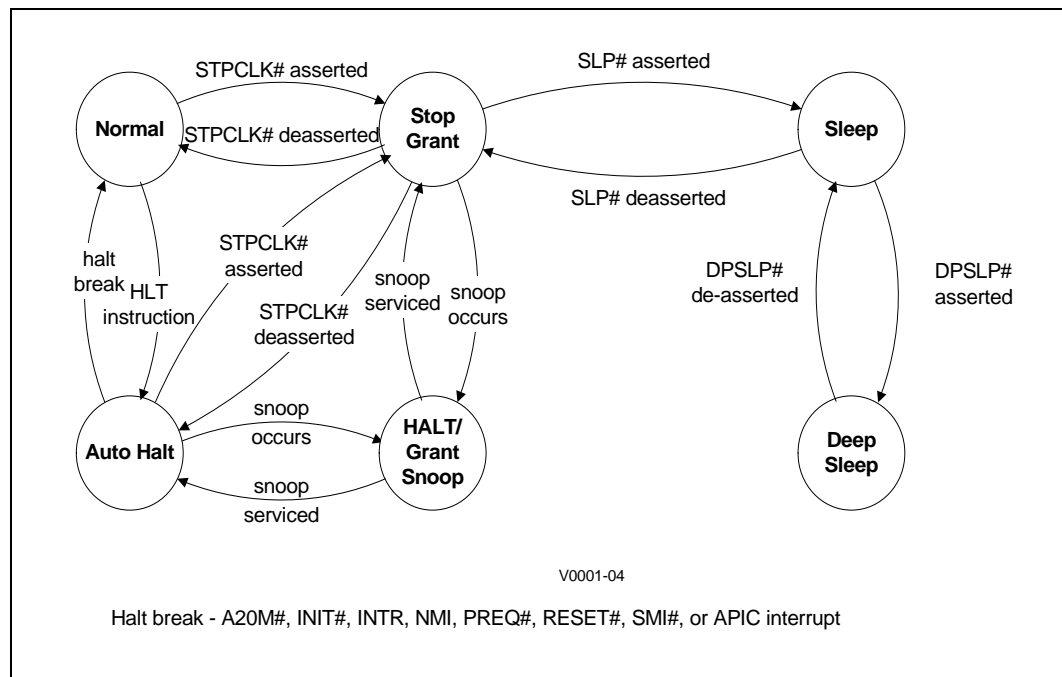 STPCLK# asserted
SLP# asserted
Normal
Stop
Grant
Sleep
STPCLK# deasserted
SLP# deasserted
halt
break
HLT
instruction
STPCLK#
asserted
STPCLK#
deasserted
snoop
serviced
snoop
occurs
DPSLP#
de-asserted
DPSLP#
asserted
Auto Halt
snoop
occurs
snoop
serviced
HALT/
Grant
Snoop
Deep
Sleep
V0001-04
Halt break - A20M#, INIT#, INTR, NMI, PREQ#, RESET#, SMI#, or APIC interrupt